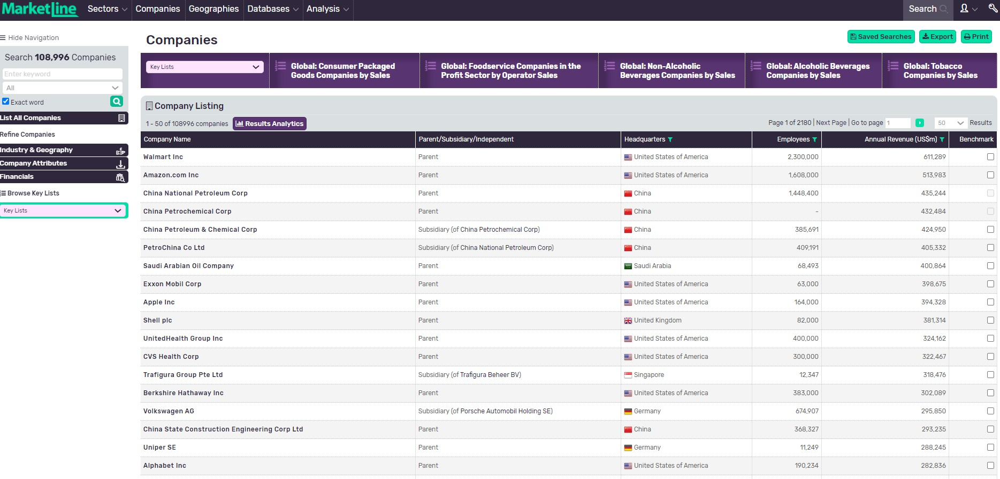 MarketLine Sectors Companies Geographies Databases Analysis Search
Hide Navigation
Search 108,996 Companies
Enter keyword
All
Exact word
List All Companies
Refine Companies
Industry & Geography
Company Attributes
Financials
Browse Key Lists
Key Lists
Companies
Saved Searches Export Print
Key Lists
Global: Consumer Packaged
Goods Companies by Sales
Global: Foodservice Companies in the
Profit Sector by Operator Sales
Global: Non-Alcoholic
Beverages Companies by Sales
Global: Alcoholic Beverages
Companies by Sales
Global: Tobacco
Companies by Sales
Company Listing
1 - 50 of 108996 companies Results Analytics Page 1 of 2180 | Next Page | Go to page 1 50 Results
Company Name Parent/Subsidiary/Independent Headquarters Employees Annual Revenue (US$m) Benchmark
Walmart Inc Parent United States of America 2,300,000 611,289
Amazon.com Inc Parent United States of America 1,608,000 513,983
China National Petroleum Corp Parent China 1,448,400 435,244
China Petrochemical Corp Parent China - 432,484
China Petroleum & Chemical Corp Subsidiary (of China Petrochemical Corp) China 385,691 424,950
PetroChina Co Ltd Subsidiary (of China National Petroleum Corp) China 409,191 405,332
Saudi Arabian Oil Company Parent Saudi Arabia 68,493 400,864
Exxon Mobil Corp Parent United States of America 63,000 398,675
Apple Inc Parent United States of America 164,000 394,328
Shell plc Parent United Kingdom 82,000 381,314
UnitedHealth Group Inc Parent United States of America 400,000 324,162
CVS Health Corp Parent United States of America 300,000 322,467
Trafigura Group Pte Ltd Subsidiary (of Trafigura Beheer BV) Singapore 12,347 318,476
Berkshire Hathaway Inc Parent United States of America 383,000 302,089
Volkswagen AG Subsidiary (of Porsche Automobil Holding SE) Germany 674,907 295,850
China State Construction Engineering Corp Ltd Parent China 368,327 293,235
Uniper SE Parent Germany 11,249 288,245
Alphabet Inc Parent United States of America 190,234 282,836